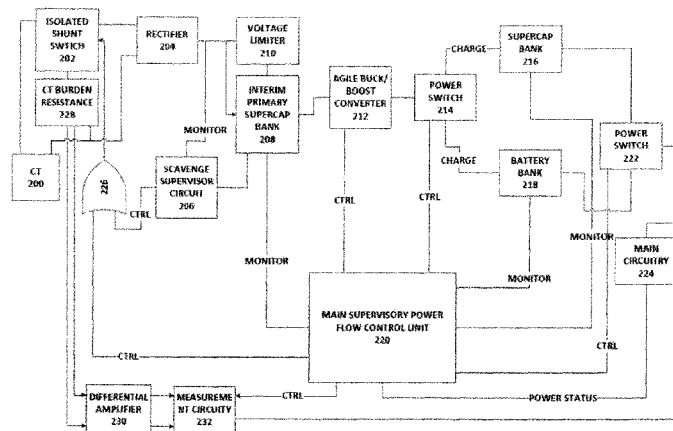 ISOLATED
SHUNT SWTICH
202
RECTIFIER
204
VOLTAGE
LIMITER
210
SUPERCAP
BANK
216
CHARGE
CT BURDEN
RESISTANCE
228
INTERIM
PRIMARY
SUPERCAP
BANK
208
AGILE BUCK/
BOOST
CONVERTER
212
POWER
SWITCH
214
POWER
SWITCH
222
MONITOR
CT
200
226
SCAVENGE
SUPERVISOR
CIRCUIT
206
CHARGE
BATTERY
BANK
218
CTRL
CTRL
CTRL
MONITOR
MAIN
CIRCUITRY
224
MONITOR
MONITOR
MAIN SUPERVISORY POWER
FLOW CONTROL UNIT
220
CTRL
CTRL
DIFFERENTIAL
AMPLIFIER
230
MEASUREME
NT CIRCUITY
232
CTRL
POWER STATUS